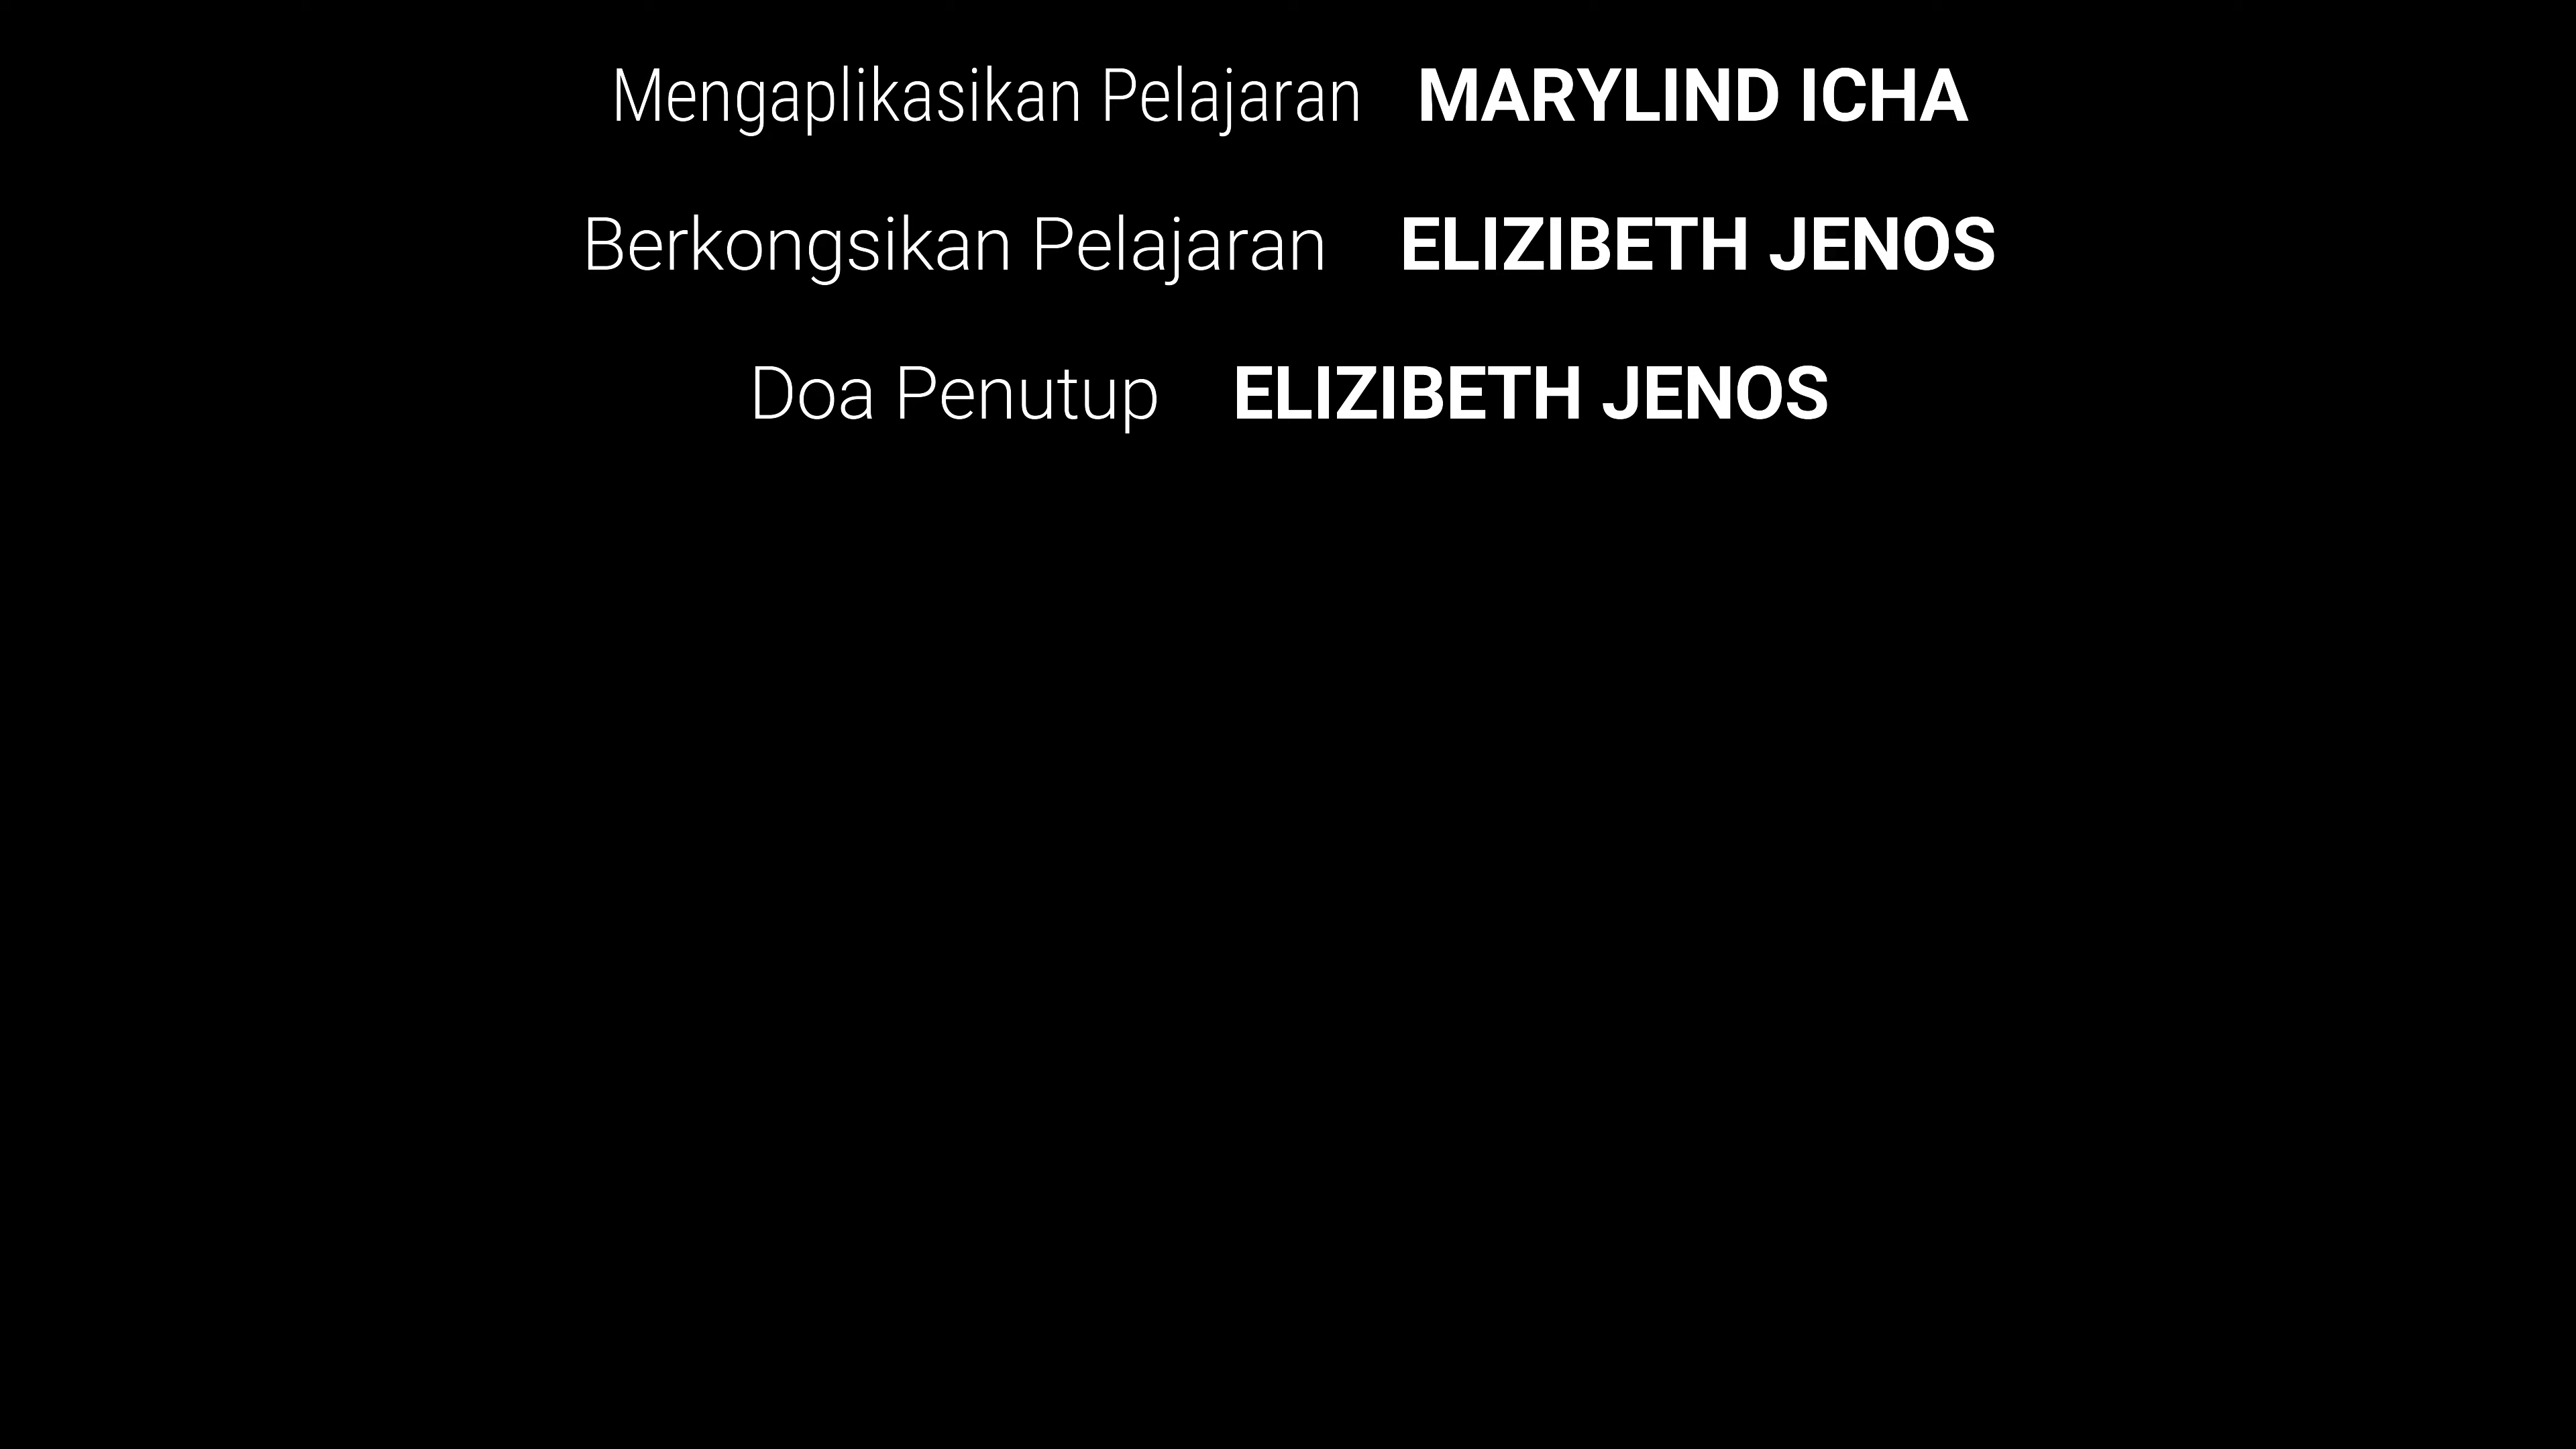 Mengaplikasikan Pelajaran MARYLIND ICHA
Berkongsikan Pelajaran ELIZIBETH JENOS
Doa Penutup ELIZIBETH JENOS